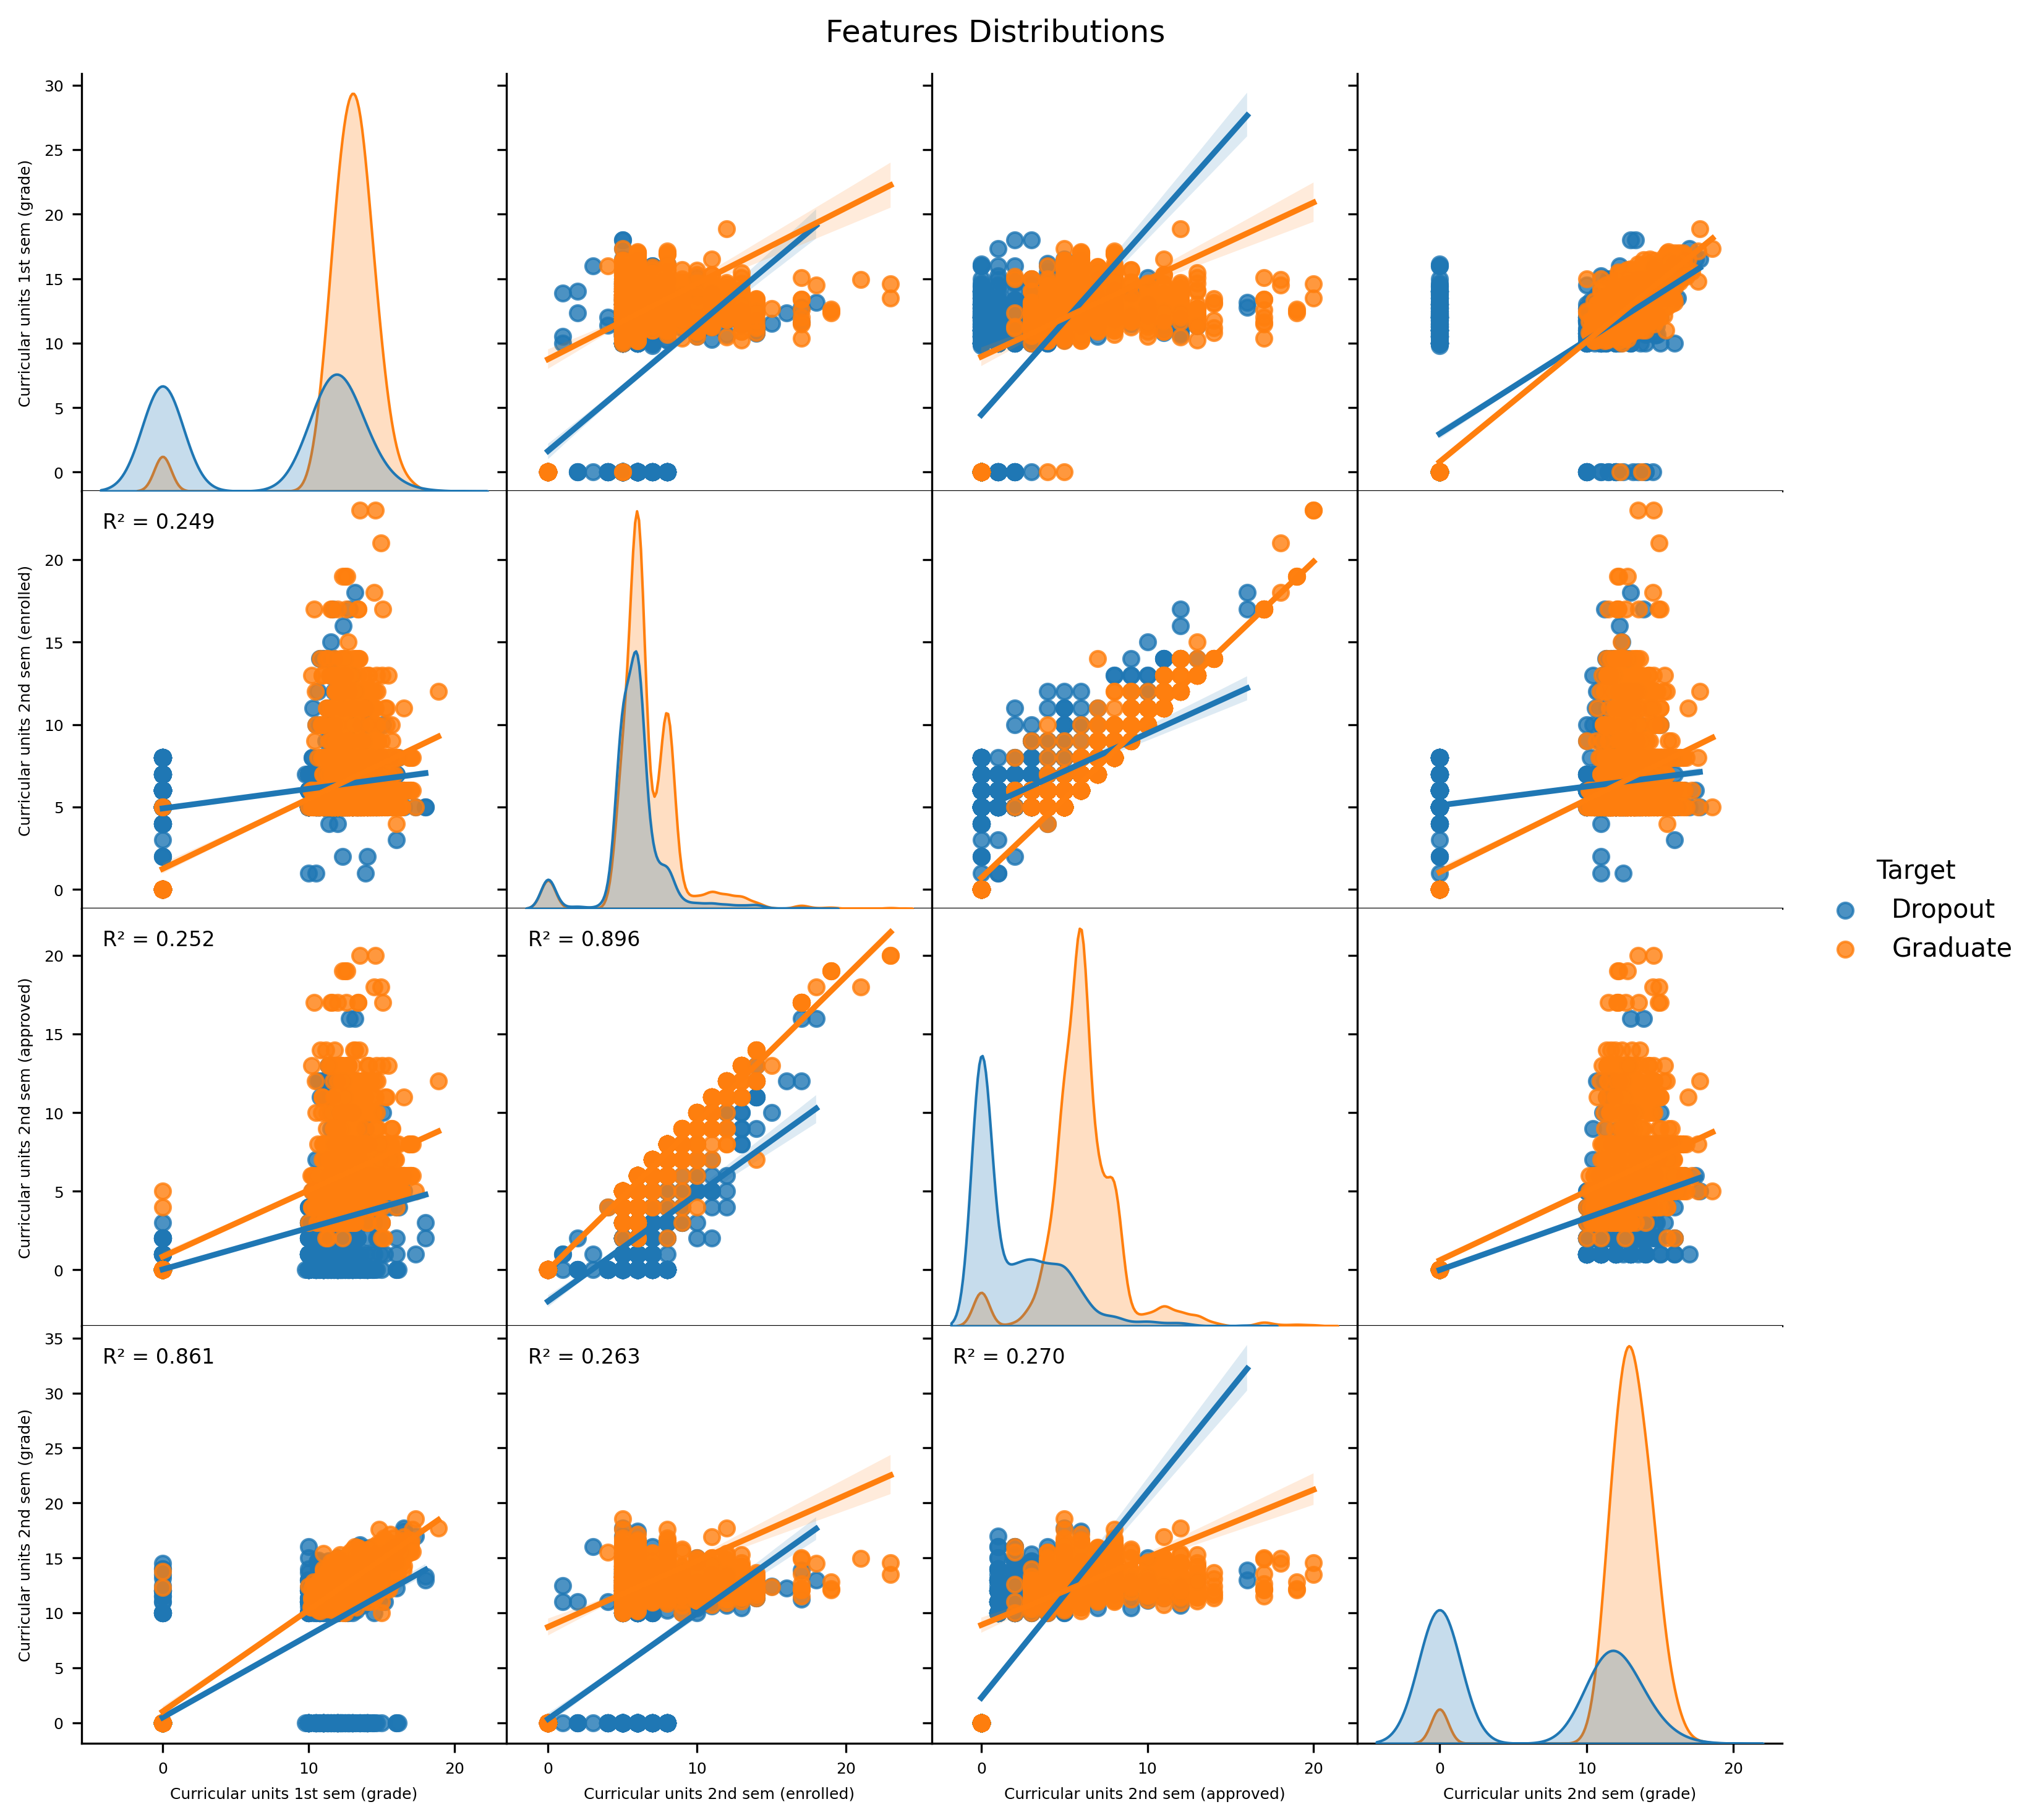 Features Distributions
30
25
20
15
10
5
0
Curricular units 1st sem (grade)
R² = 0.249
20
15
10
5
0
Curricular units 2nd sem (enrolled)
R² = 0.252
R² = 0.896
20
15
10
5
0
Curricular units 2nd sem (approved)
R² = 0.861
R² = 0.263
R² = 0.270
35
30
25
20
15
10
5
0
Curricular units 2nd sem (grade)
0 10 20
0 10 20
0 10 20
0 10 20
Curricular units 1st sem (grade)
Curricular units 2nd sem (enrolled)
Curricular units 2nd sem (approved)
Curricular units 2nd sem (grade)
Target
Dropout
Graduate